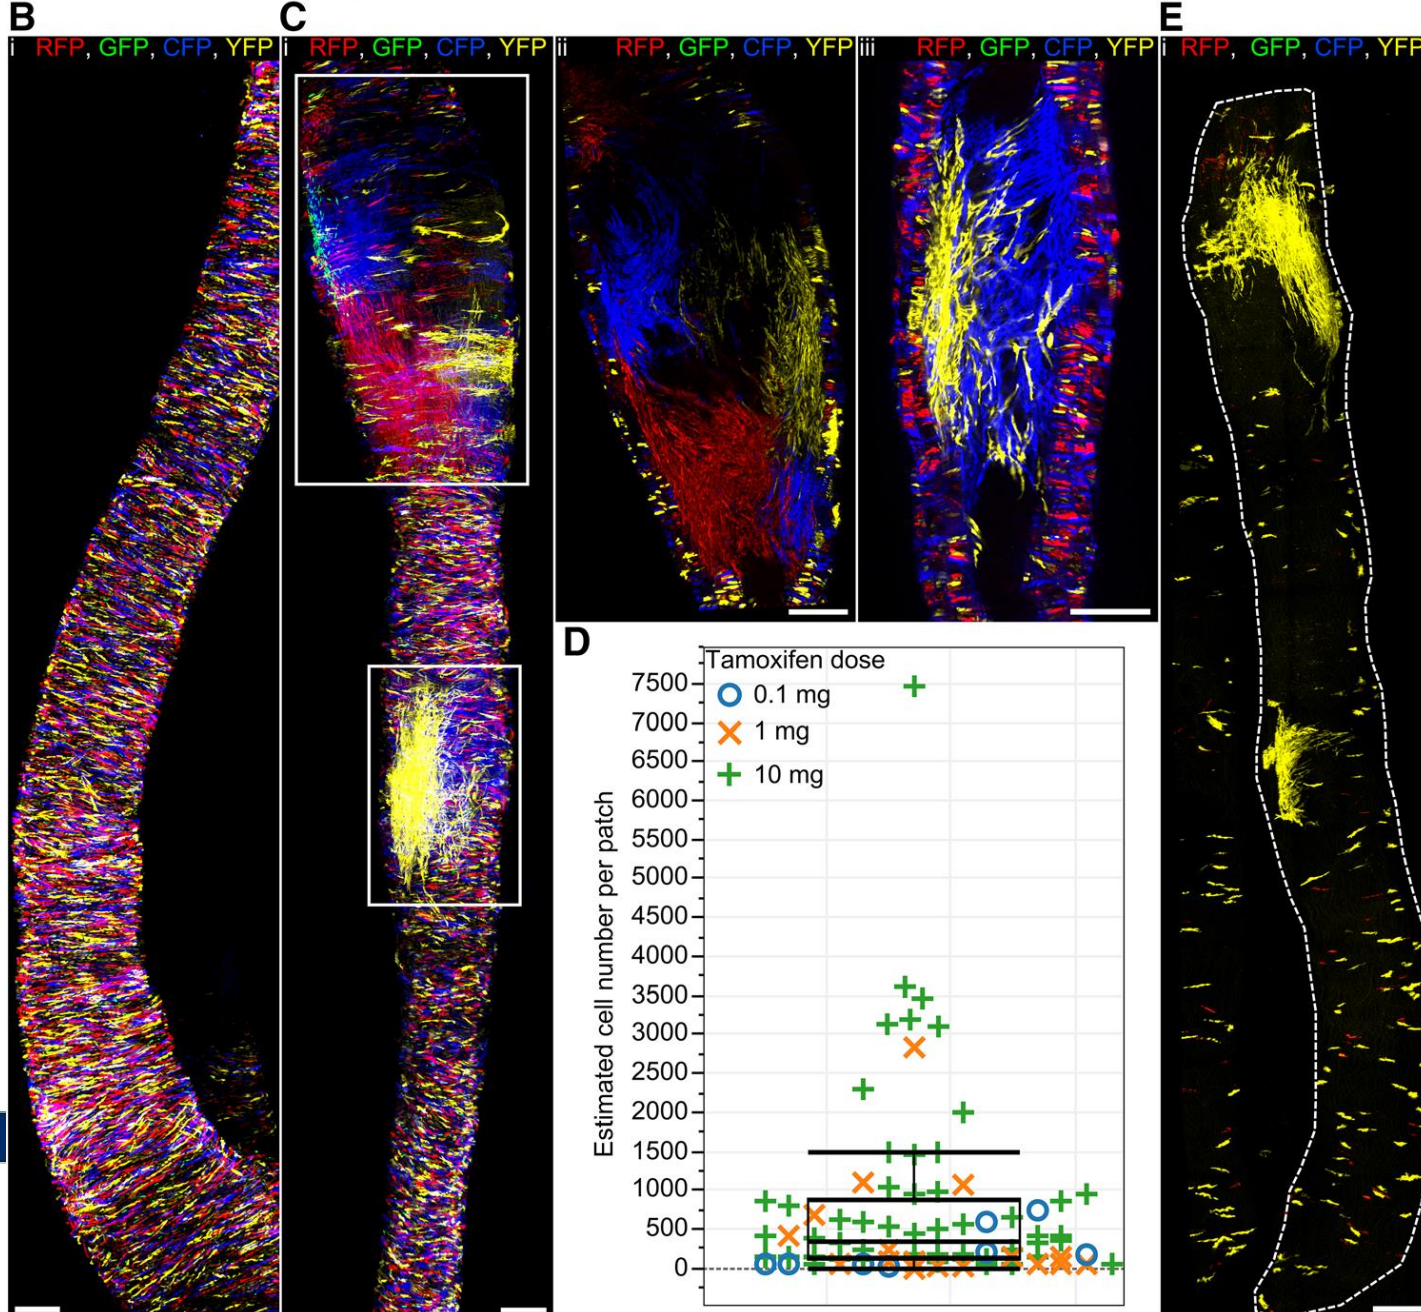 B
i RFP, GFP, CFP, YFP
C
i RFP, GFP, CFP, YFP
ii RFP, GFP, CFP, YFP
iii RFP, GFP, CFP, YFP
E
i RFP, GFP, CFP, YFP
D
Tamoxifen dose
0.1 mg
1 mg
10 mg
Estimated cell number per patch
7500
7000
6500
6000
5500
5000
4500
4000
3500
3000
2500
2000
1500
1000
500
0